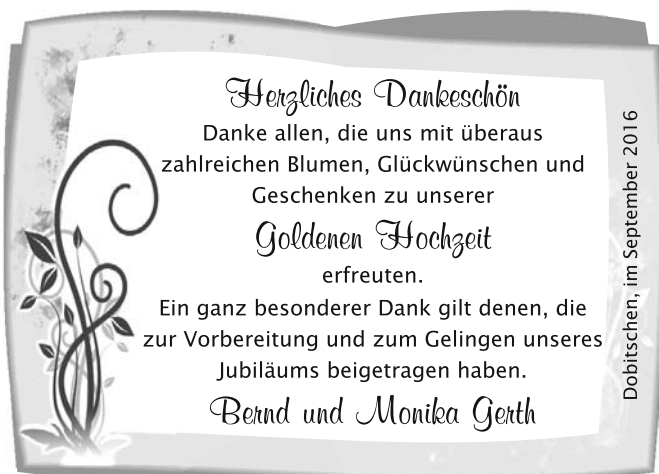 Herzliches Dankeschön
Danke allen, die uns mit überaus
zahlreichen Blumen, Glückwünschen und
Geschenken zu unserer
Goldenen Hochzeit
erfreuten.
Ein ganz besonderer Dank gilt denen, die
zur Vorbereitung und zum Gelingen unseres
Jubiläums beigetragen haben.
Bernd und Monika Gerth
Dobitschen, im September 2016